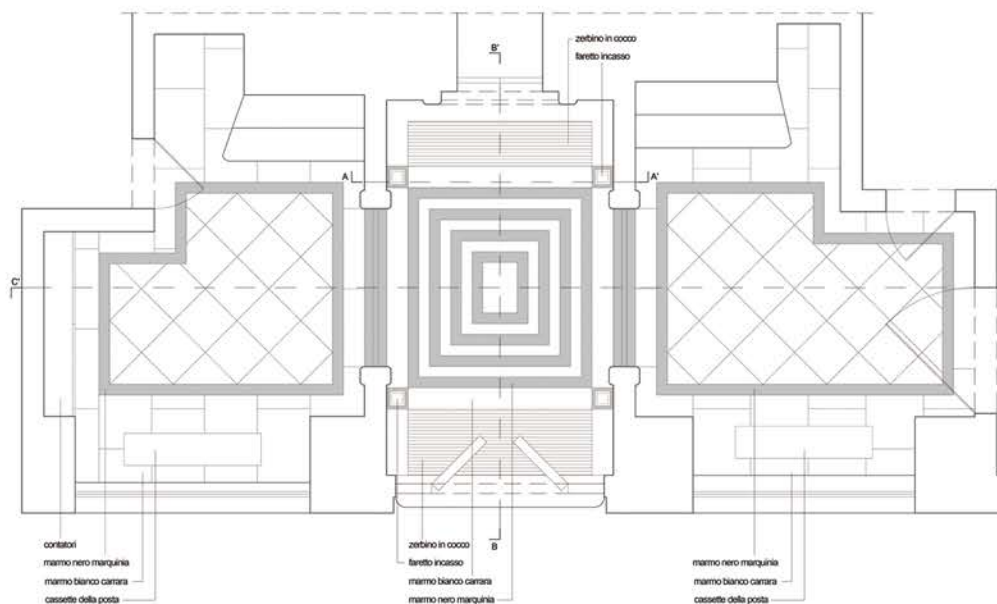 B'
zerbino in cocco
faretto incasso
A
A'
C'
contatori
marmo nero marquinia
marmo bianco carrara
cassette della posta
zerbino in cocco
faretto incasso
marmo bianco carrara
marmo nero marquinia
B
marmo nero marquinia
marmo bianco carrara
cassette della posta